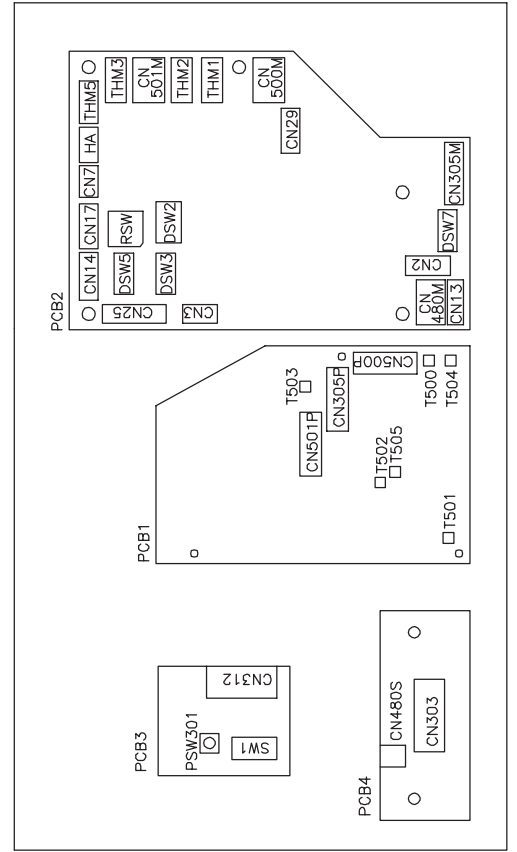 PCB2
THM5
HA
CN7
CN17
CN14
THM3
CN
501M
THM2
THM1
CN
500M
CN29
RSW
DSW2
DSW5
DSW3
CN25
CN3
CN305M
DSW7
CN2
CN
480M
CN13
PCB1
T503
CN305P
CN500P
CN501P
T500
T504
T502
T505
T501
PCB3
PSW301
CN312
SW1
PCB4
CN480S
CN303